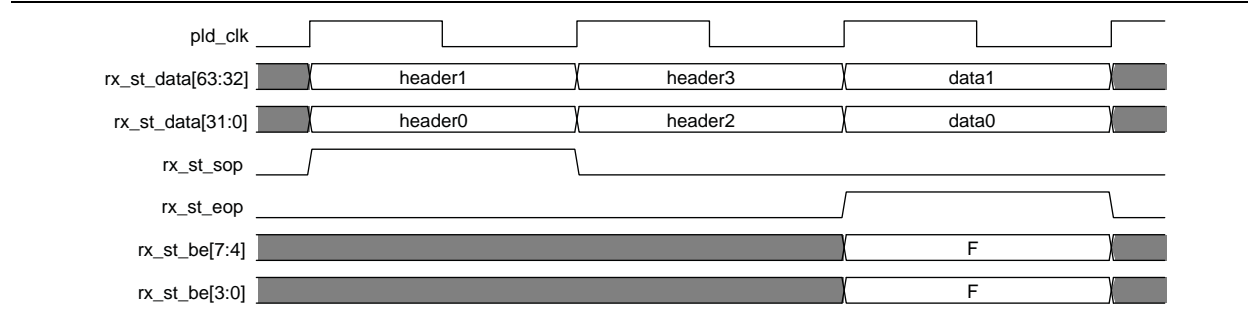 pld_clk
rx_st_data[63:32] header1 header3 data1
rx_st_data[31:0] header0 header2 data0
rx_st_sop
rx_st_eop
rx_st_be[7:4] F
rx_st_be[3:0] F